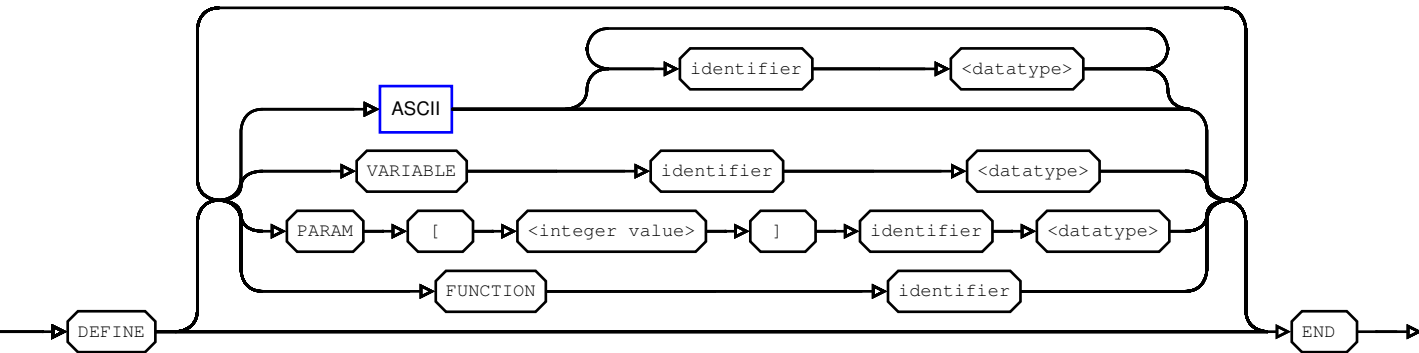 identifier <datatype>
ASCII
VARIABLE identifier <datatype>
PARAM [ <integer value> ] identifier <datatype>
FUNCTION identifier
DEFINE END